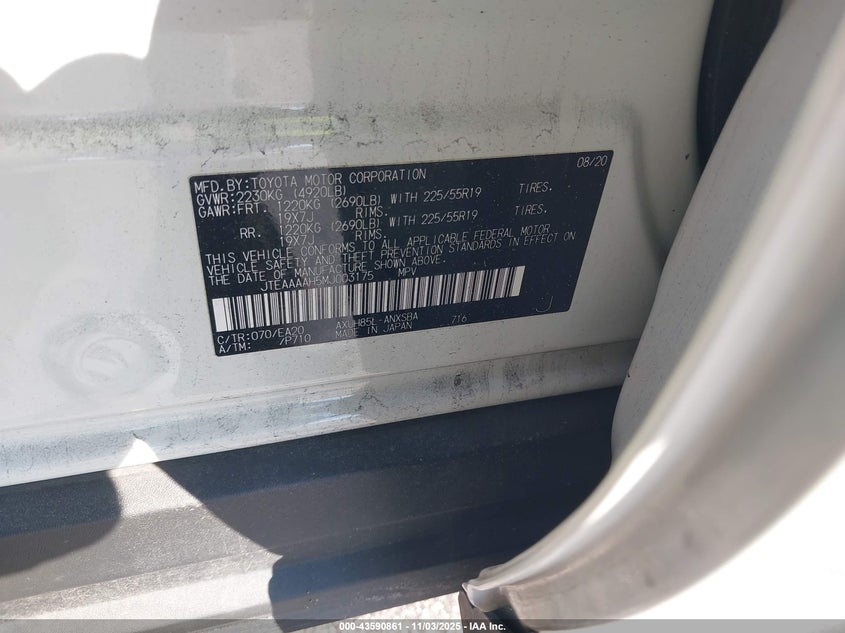 MFD.BY:TOYOTA MOTOR CORPORATION 08/20
GVWR:2230KG (4920LB)
GAWR:FRT. 1220KG (2690LB) WITH 225/55R19 TIRES.
19X7J RIMS.
RR. 1220KG (2690LB) WITH 225/55R19 TIRES.
19X7J RIMS.
THIS VEHICLE CONFORMS TO ALL APPLICABLE FEDERAL MOTOR
VEHICLE SAFETY AND THEFT PREVENTION STANDARDS IN EFFECT ON
THE DATE OF MANUFACTURE SHOWN ABOVE.
JTEAAAAH5MJ003175 MPV
C/TR:070/EA20 AXUH85L-ANXSBA 716 J
A/TM: /P710 MADE IN JAPAN
000-43590861 - 11/03/2025 - IAA Inc.